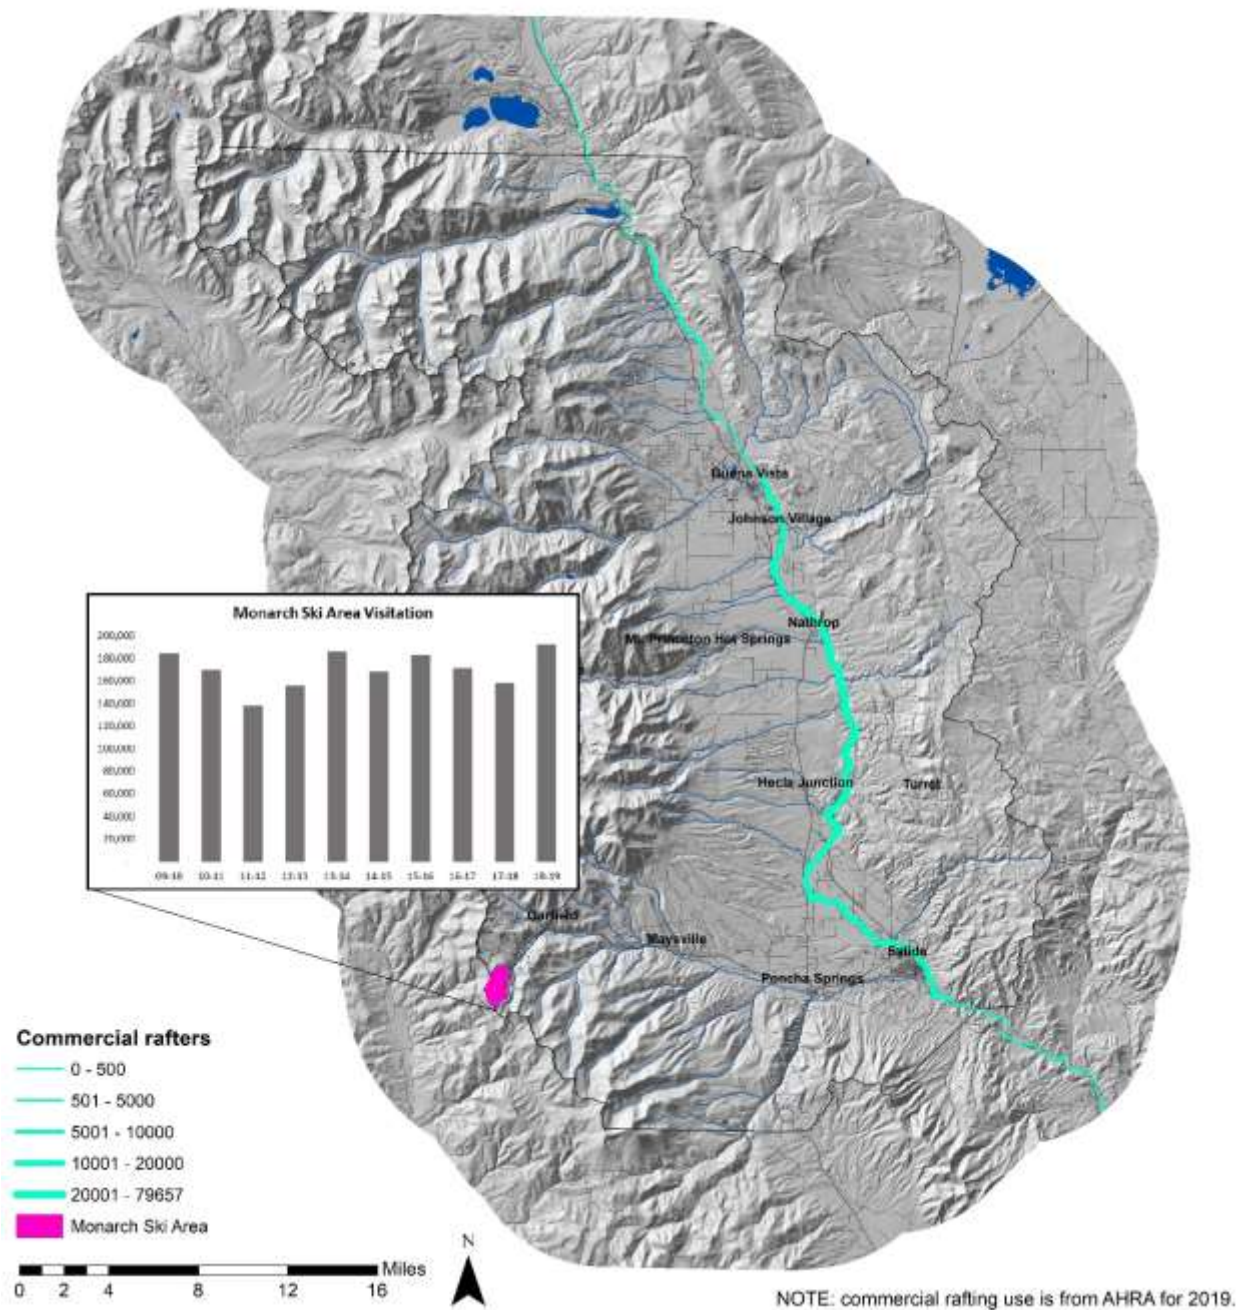 Buena Vista
Johnson Village
Nathrop
Mt. Princeton Hot Springs
Monarch Ski Area Visitation
200,000
180,000
160,000
140,000
120,000
100,000
80,000
60,000
40,000
20,000
09-10 10-11 11-12 12-13 13-14 14-15 15-16 16-17 17-18 18-19
Hecla Junction
Turret
Garfield
Maysville
Salida
Poncha Springs
Commercial rafters
0 - 500
501 - 5000
5001 - 10000
10001 - 20000
20001 - 79657
Monarch Ski Area
N
Miles
0 2 4 8 12 16
NOTE: commercial rafting use is from AHRA for 2019.